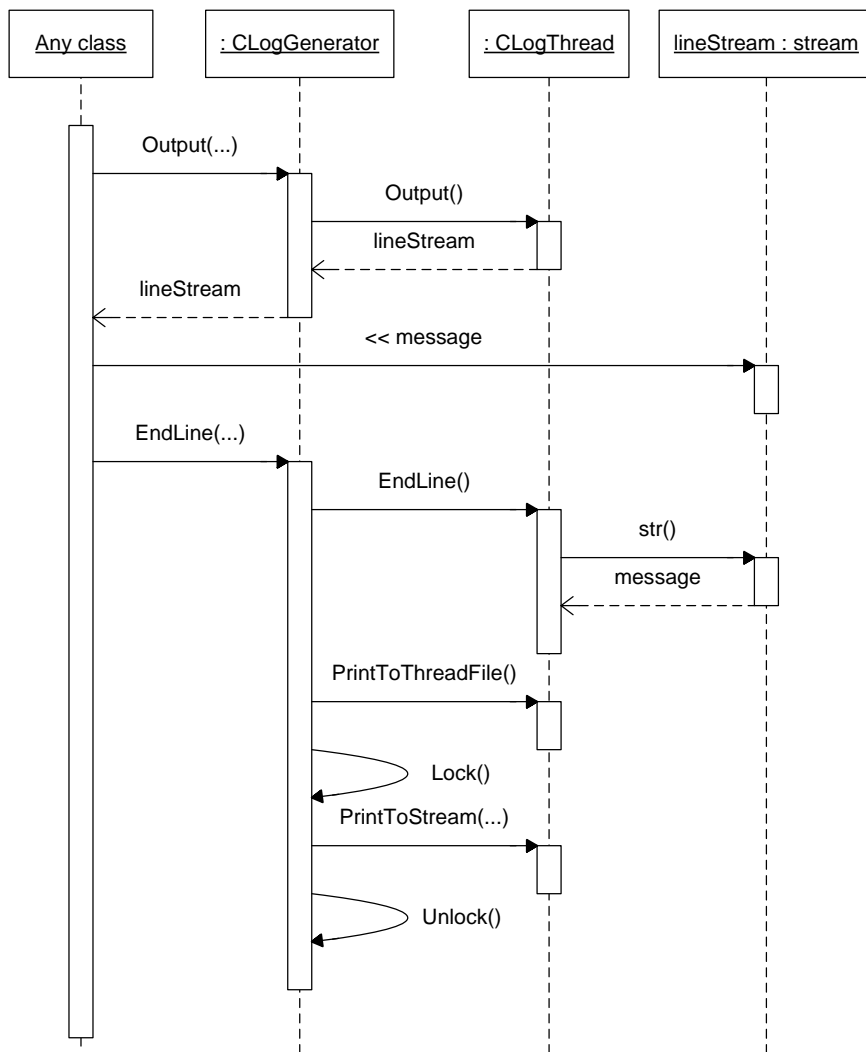 Any class
: CLogGenerator
: CLogThread
lineStream : stream
Output(...)
Output()
lineStream
lineStream
<< message
EndLine(...)
EndLine()
str()
message
PrintToThreadFile()
Lock()
PrintToStream(...)
Unlock()